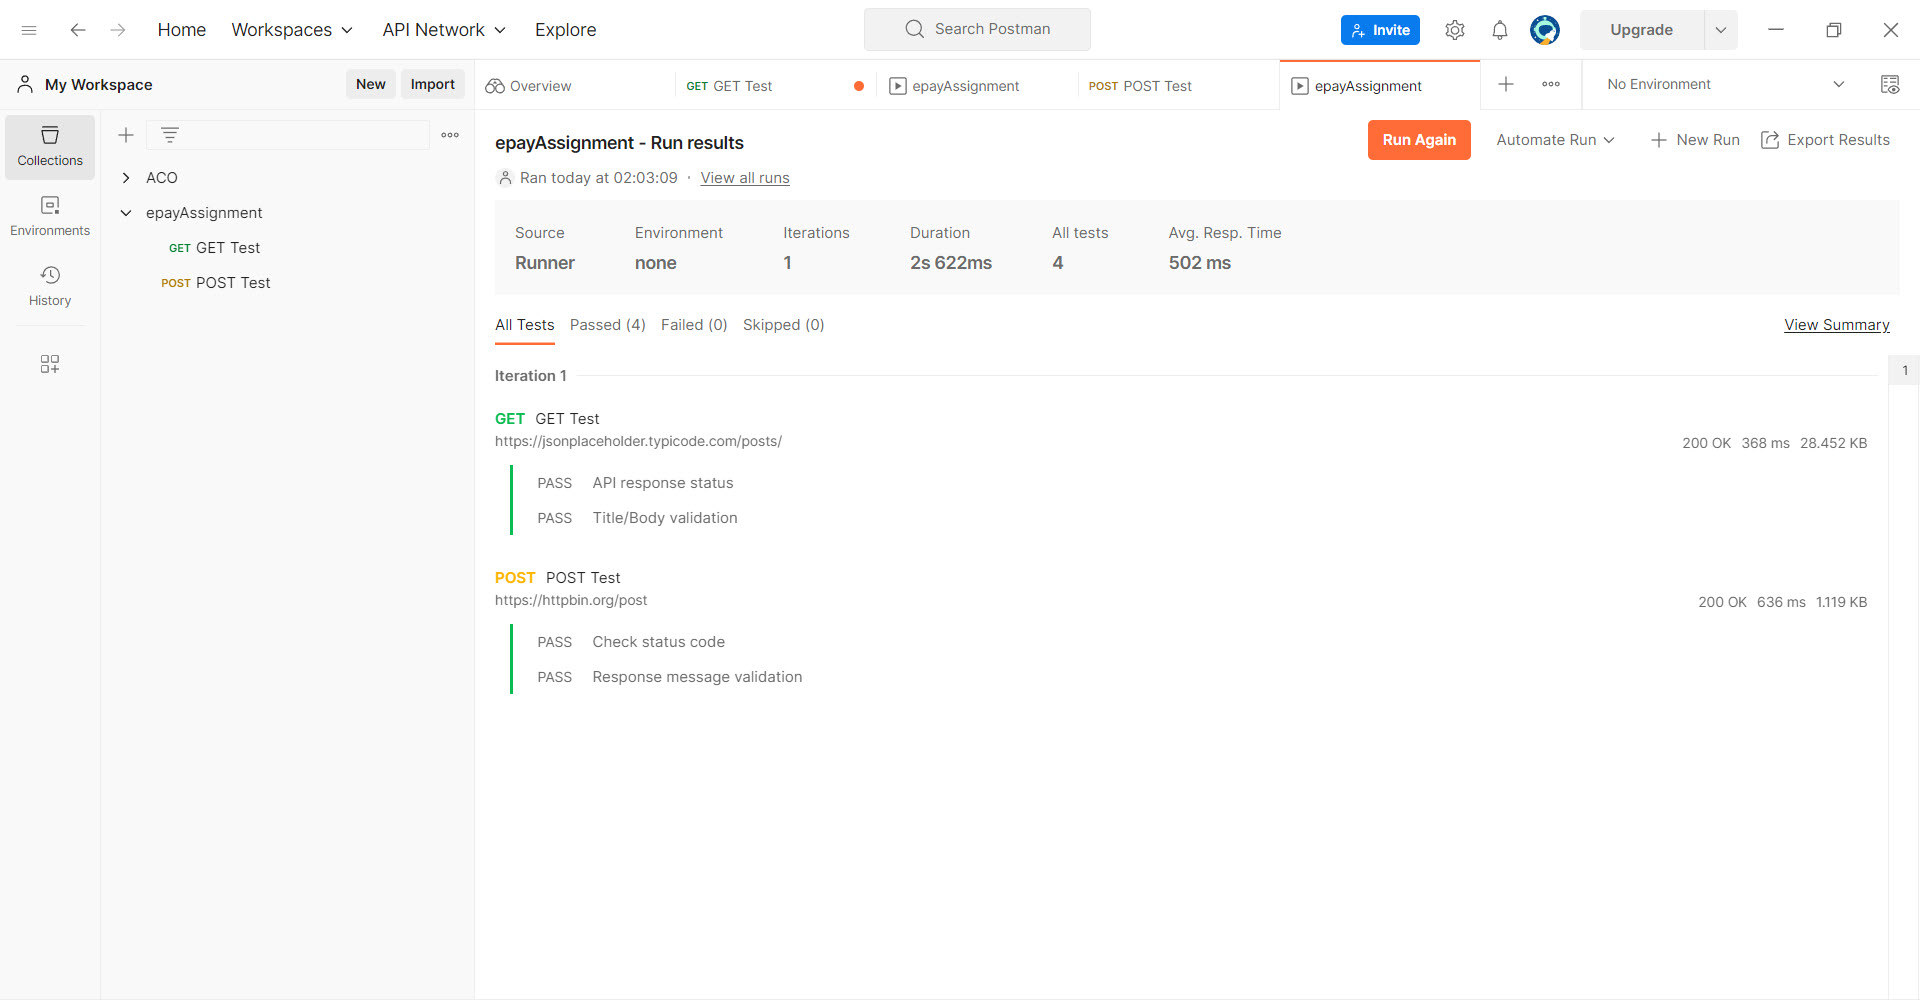 Home Workspaces API Network Explore Search Postman Invite Upgrade
My Workspace New Import Overview GET GET Test epayAssignment POST POST Test epayAssignment No Environment
Collections
Environments
History
ACO
epayAssignment
GET GET Test
POST POST Test
epayAssignment - Run results
Run Again Automate Run New Run Export Results
Ran today at 02:03:09 · View all runs
Source Environment Iterations Duration All tests Avg. Resp. Time
Runner none 1 2s 622ms 4 502 ms
All Tests Passed (4) Failed (0) Skipped (0) View Summary
Iteration 1
1
GET GET Test
https://jsonplaceholder.typicode.com/posts/
200 OK 368 ms 28.452 KB
PASS API response status
PASS Title/Body validation
POST POST Test
https://httpbin.org/post
200 OK 636 ms 1.119 KB
PASS Check status code
PASS Response message validation